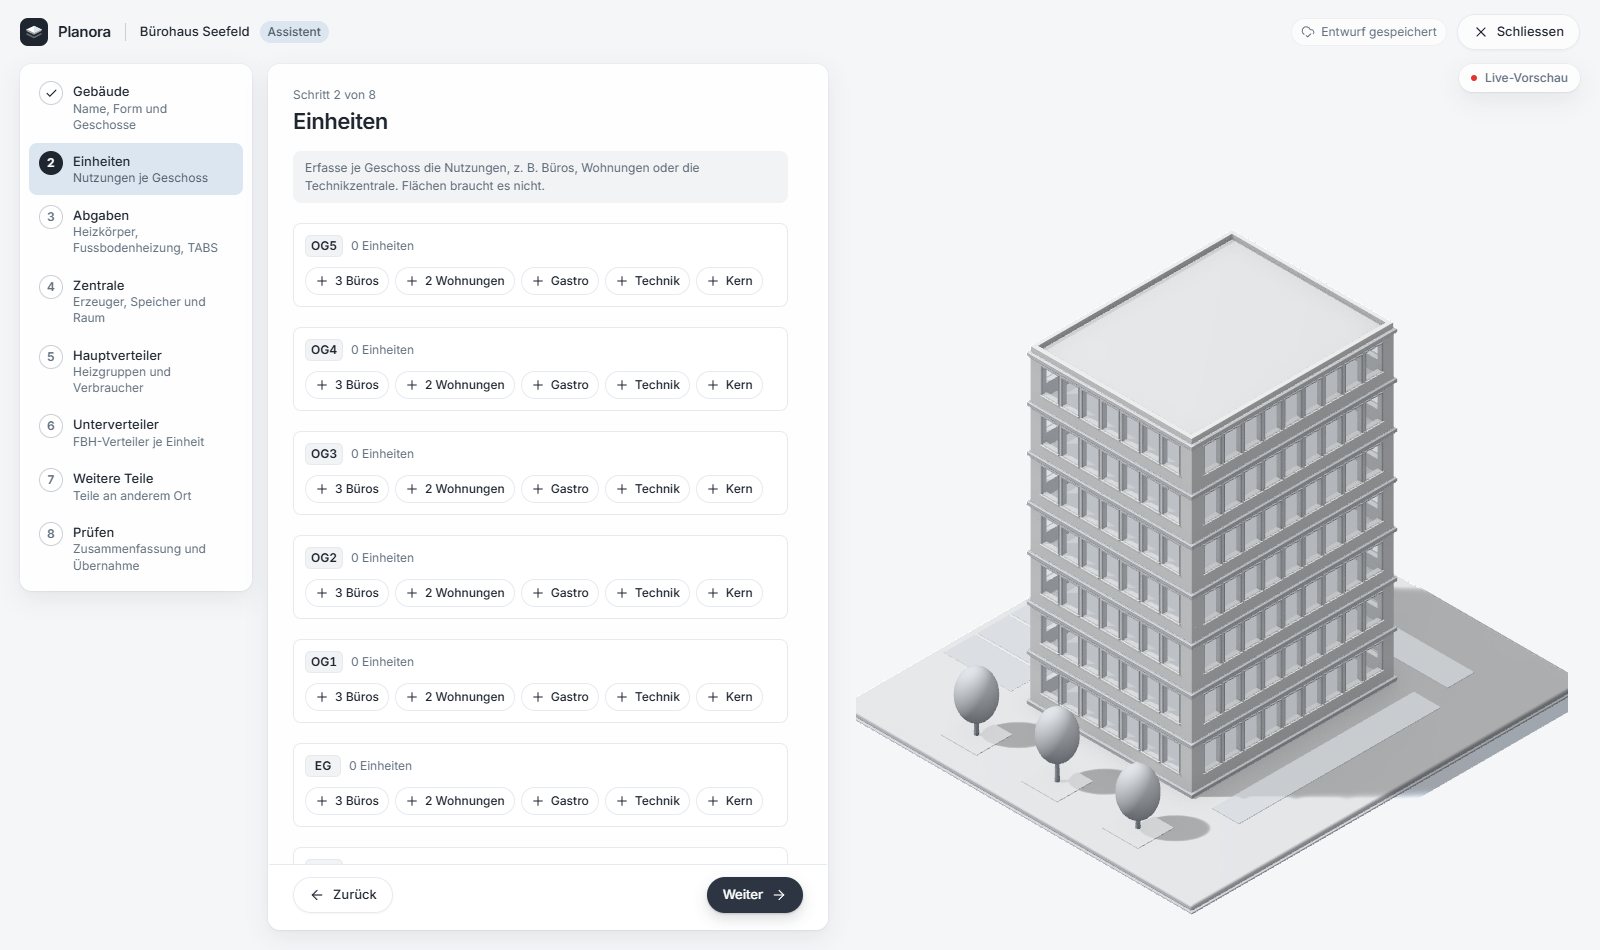 Planora
Bürohaus Seefeld
Assistent
Entwurf gespeichert
Schliessen
Live-Vorschau
Gebäude
Name, Form und
Geschosse
2
Einheiten
Nutzungen je Geschoss
3
Abgaben
Heizkörper,
Fussbodenheizung, TABS
4
Zentrale
Erzeuger, Speicher und
Raum
5
Hauptverteiler
Heizgruppen und
Verbraucher
6
Unterverteiler
FBH-Verteiler je Einheit
7
Weitere Teile
Teile an anderem Ort
8
Prüfen
Zusammenfassung und
Übernahme
Schritt 2 von 8
Einheiten
Erfasse je Geschoss die Nutzungen, z. B. Büros, Wohnungen oder die
Technikzentrale. Flächen braucht es nicht.
OG5 0 Einheiten
+ 3 Büros + 2 Wohnungen + Gastro + Technik + Kern
OG4 0 Einheiten
+ 3 Büros + 2 Wohnungen + Gastro + Technik + Kern
OG3 0 Einheiten
+ 3 Büros + 2 Wohnungen + Gastro + Technik + Kern
OG2 0 Einheiten
+ 3 Büros + 2 Wohnungen + Gastro + Technik + Kern
OG1 0 Einheiten
+ 3 Büros + 2 Wohnungen + Gastro + Technik + Kern
EG 0 Einheiten
+ 3 Büros + 2 Wohnungen + Gastro + Technik + Kern
Zurück
Weiter